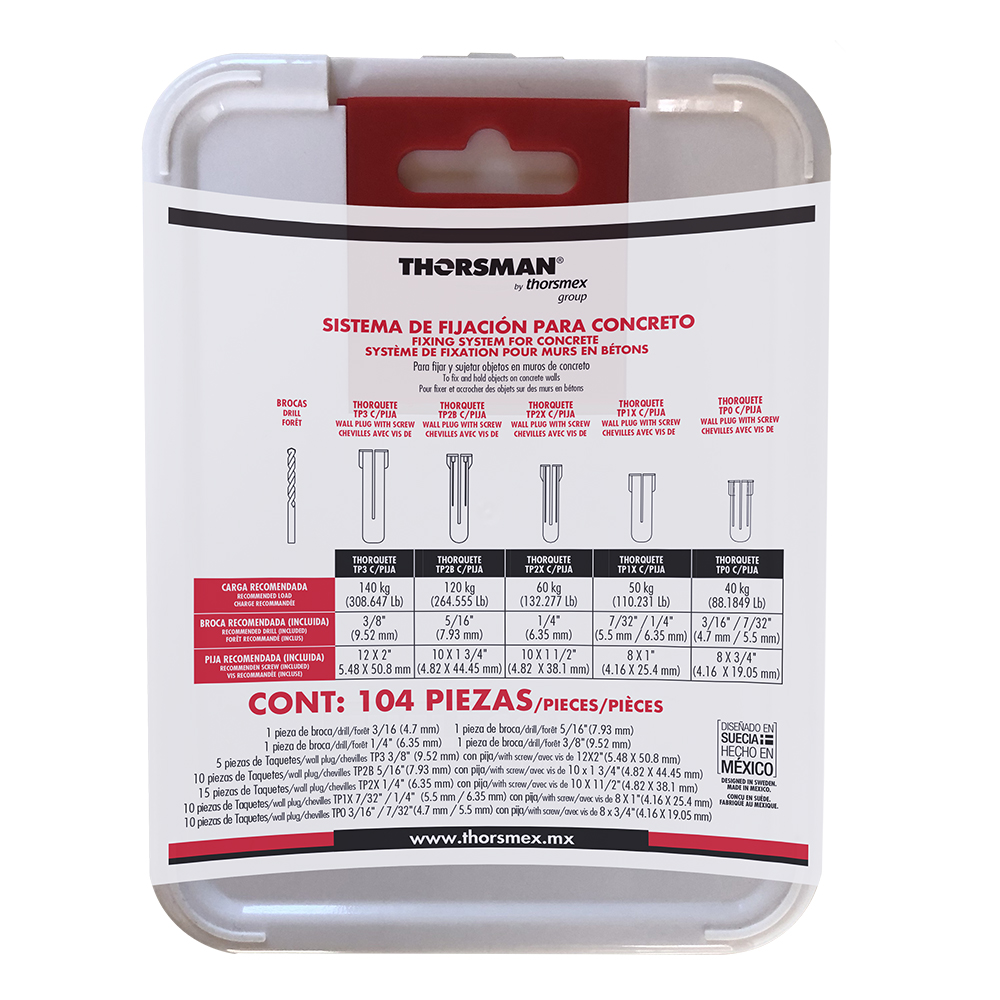 THORSMAN®
by thorsmex
group
SISTEMA DE FIJACIÓN PARA CONCRETO
FIXING SYSTEM FOR CONCRETE
SYSTÈME DE FIXATION POUR MURS EN BÉTONS
Para fijar y sujetar objetos en muros de concreto
To fix and hold objects on concrete walls
Pour fixer et accrocher des objets sur des murs en bétons
BROCAS
DRILL
FORÊT
THORQUETE
TP3 C/PIJA
WALL PLUG WITH SCREW
CHEVILLES AVEC VIS DE
THORQUETE
TP2B C/PIJA
WALL PLUG WITH SCREW
CHEVILLES AVEC VIS DE
THORQUETE
TP2X C/PIJA
WALL PLUG WITH SCREW
CHEVILLES AVEC VIS DE
THORQUETE
TP1X C/PIJA
WALL PLUG WITH SCREW
CHEVILLES AVEC VIS DE
THORQUETE
TP0 C/PIJA
WALL PLUG WITH SCREW
CHEVILLES AVEC VIS DE
THORQUETE TP3 C/PIJA THORQUETE TP2B C/PIJA THORQUETE TP2X C/PIJA THORQUETE TP1X C/PIJA THORQUETE TP0 C/PIJA
CARGA RECOMENDADA
RECOMMENDED LOAD
CHARGE RECOMMANDÉE
140 kg 120 kg 60 kg 50 kg 40 kg
(308.647 Lb) (264.555 Lb) (132.277 Lb) (110.231 Lb) (88.1849 Lb)
BROCA RECOMENDADA (INCLUIDA)
RECOMMENDED DRILL (INCLUDED)
FORÊT RECOMMANDÉ (INCLUS)
3/8" 5/16" 1/4" 7/32" / 1/4" 3/16" / 7/32"
(9.52 mm) (7.93 mm) (6.35 mm) (5.5 mm / 6.35 mm) (4.7 mm / 5.5 mm)
PIJA RECOMENDADA (INCLUIDA)
RECOMMENDEN SCREW (INCLUDED)
VIS RECOMMANDÉE (INCLUSE)
12 X 2" 10 X 1 3/4" 10 X 1 1/2" 8 X 1" 8 X 3/4"
5.48 X 50.8 mm) (4.82 X 44.45 mm) (4.82 X 38.1 mm) (4.16 X 25.4 mm) (4.16 X 19.05 mm)
CONT: 104 PIEZAS/PIECES/PIÈCES
1 pieza de broca/drill/forêt 3/16 (4.7 mm) 1 pieza de broca/drill/forêt 5/16"(7.93 mm)
1 pieza de broca/drill/forêt 1/4" (6.35 mm) 1 pieza de broca/drill/forêt 3/8"(9.52 mm)
5 piezas de Taquetes/wall plug/chevilles TP3 3/8" (9.52 mm) con pija/with screw/avec vis de 12X2"(5.48 X 50.8 mm)
10 piezas de Taquetes/wall plug/chevilles TP2B 5/16"(7.93 mm) con pija/with screw/avec vis de 10 x 1 3/4"(4.82 X 44.45 mm)
15 piezas de Taquetes/wall plug/chevilles TP2X 1/4" (6.35 mm) con pija/with screw/avec vis de 10 X 11/2"(4.82 X 38.1 mm)
10 piezas de Taquetes/wall plug/chevilles TP1X 7/32" / 1/4" (5.5 mm / 6.35 mm) con pija/with screw/avec vis de 8 X 1"(4.16 X 25.4 mm)
10 piezas de Taquetes/wall plug/chevilles TP0 3/16" / 7/32"(4.7 mm / 5.5 mm) con pija/with screw/avec vis de 8 x 3/4"(4.16 X 19.05 mm)
DISEÑADO EN
SUECIA
HECHO EN
MÉXICO
DESIGNED IN SWEDEN.
MADE IN MEXICO.
CONÇU EN SUÈDE,
FABRIQUÉ AU MEXIQUE.
www.thorsmex.mx